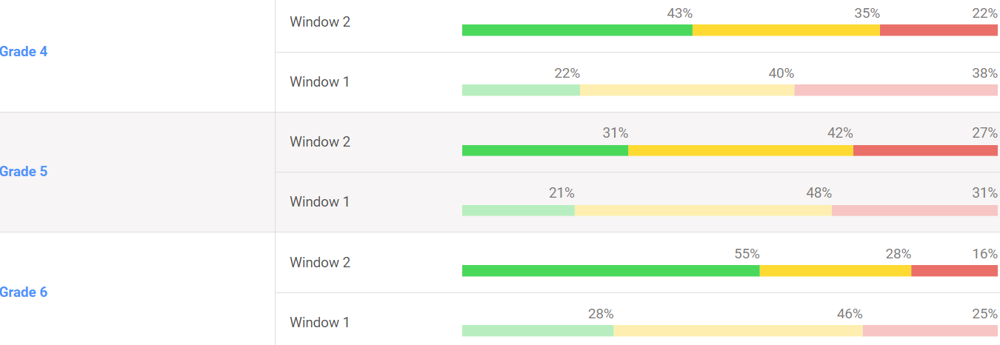 43% 35% 22%
Window 2
Grade 4
22% 40% 38%
Window 1
31% 42% 27%
Window 2
Grade 5
21% 48% 31%
Window 1
55% 28% 16%
Window 2
Grade 6
28% 46% 25%
Window 1